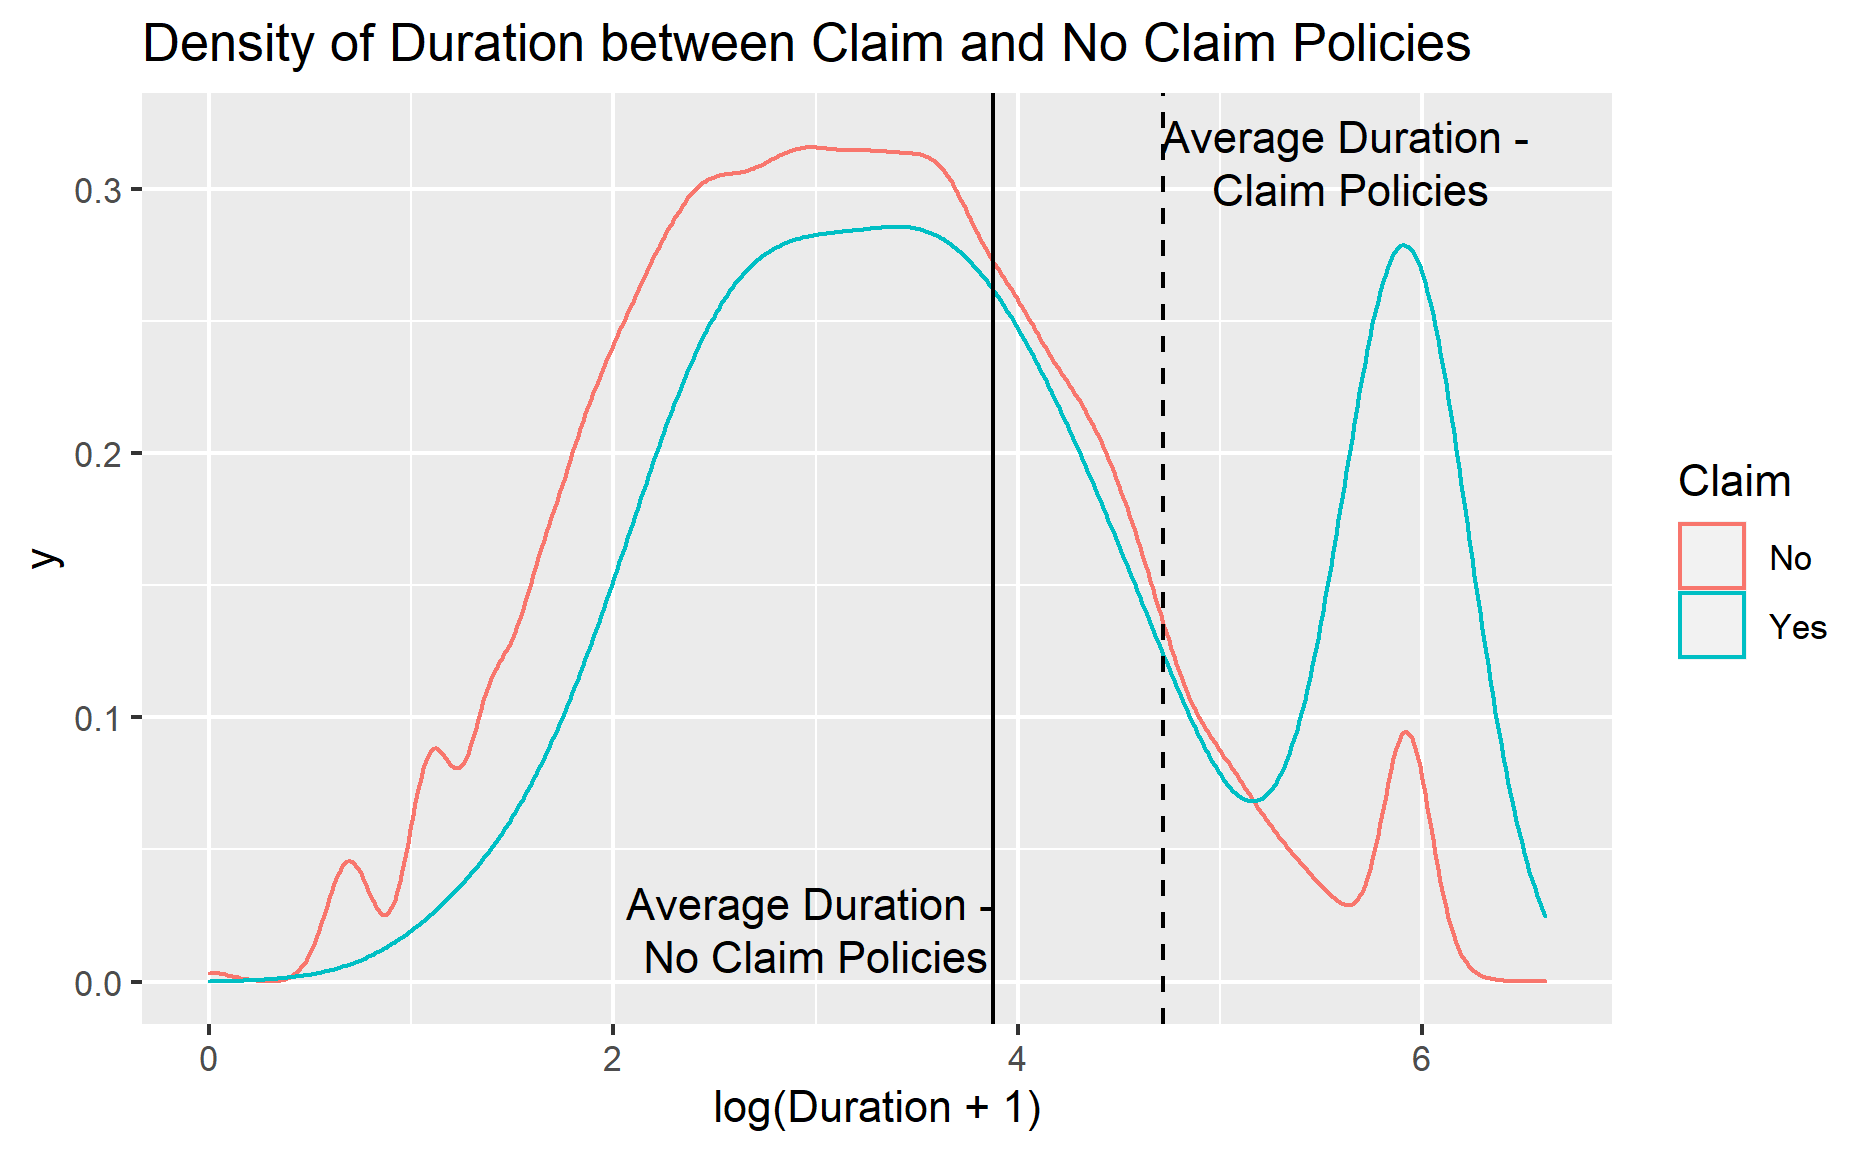 Density of Duration between Claim and No Claim Policies
Average Duration -
Claim Policies
Average Duration -
No Claim Policies
y
0.3
0.2
0.1
0.0
0
2
4
6
log(Duration + 1)
Claim
No
Yes